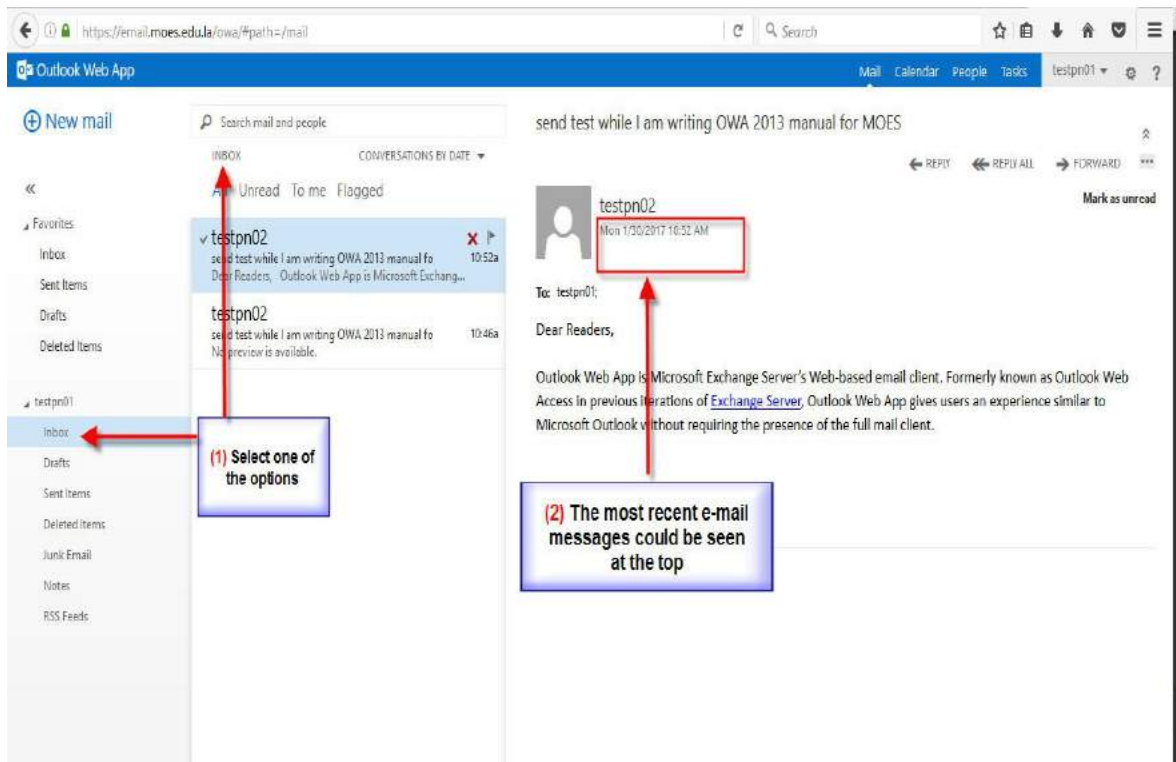 https://email.moes.edu.la/owa/#path=/mail
Search
Outlook Web App
Mail Calendar People Tasks testpn01 ?
New mail
Search mail and people
INBOX CONVERSATIONS BY DATE
Unread To me Flagged
Favorites
Inbox
Sent Items
Drafts
Deleted Items
testpn01
Inbox
Drafts
Sent Items
Deleted Items
Junk Email
Notes
RSS Feeds
testpn02
send test while I am writing OWA 2013 manual fo 10:52a
Dear Readers, Outlook Web App is Microsoft Exchang...
testpn02
send test while I am writing OWA 2013 manual fo 10:46a
No preview is available.
(1) Select one of
the options
send test while I am writing OWA 2013 manual for MOES
REPLY REPLY ALL FORWARD ...
Mark as unread
testpn02
Mon 1/30/2017 10:52 AM
To: testpn01;
Dear Readers,
Outlook Web App is Microsoft Exchange Server's Web-based email client. Formerly known as Outlook Web
Access in previous iterations of Exchange Server, Outlook Web App gives users an experience similar to
Microsoft Outlook without requiring the presence of the full mail client.
(2) The most recent e-mail
messages could be seen
at the top